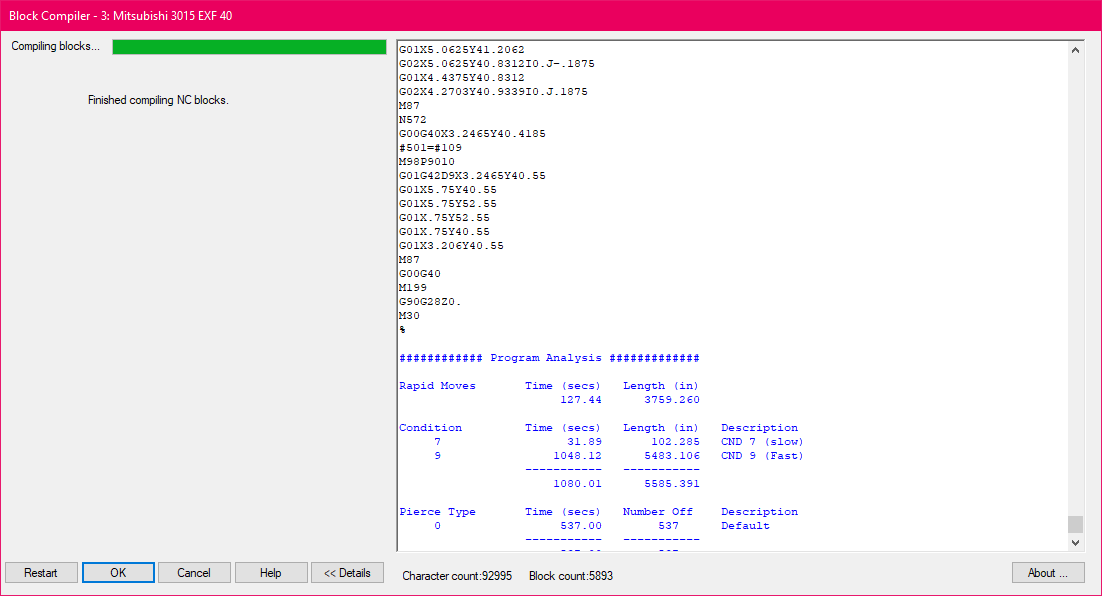 Block Compiler - 3: Mitsubishi 3015 EXF 40
Compiling blocks...
Finished compiling NC blocks.
G01X5.0625Y41.2062
G02X5.0625Y40.8312I0.J-.1875
G01X4.4375Y40.8312
G02X4.2703Y40.9339I0.J.1875
M87
N572
G00G40X3.2465Y40.4185
#501=#109
M98P9010
G01G42D9X3.2465Y40.55
G01X5.75Y40.55
G01X5.75Y52.55
G01X.75Y52.55
G01X.75Y40.55
G01X3.206Y40.55
M87
G00G40
M199
G90G28Z0.
M30
%
############ Program Analysis #############
Rapid Moves Time (secs) Length (in)
127.44 3759.260
Condition Time (secs) Length (in) Description
7 31.89 102.285 CND 7 (slow)
9 1048.12 5483.106 CND 9 (Fast)
----------- -----------
1080.01 5585.391
Pierce Type Time (secs) Number Off Description
0 537.00 537 Default
----------- -----------
Restart OK Cancel Help << Details Character count:92995 Block count:5893 About ...